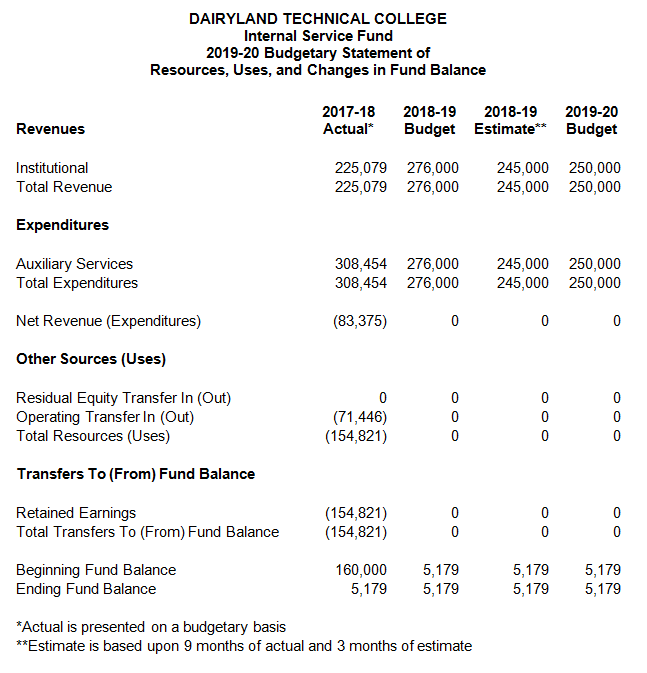 DAIRYLAND TECHNICAL COLLEGE
Internal Service Fund
2019-20 Budgetary Statement of
Resources, Uses, and Changes in Fund Balance
2017-18 2018-19 2018-19 2019-20
Revenues Actual* Budget Estimate** Budget
Institutional 225,079 276,000 245,000 250,000
Total Revenue 225,079 276,000 245,000 250,000
Expenditures
Auxiliary Services 308,454 276,000 245,000 250,000
Total Expenditures 308,454 276,000 245,000 250,000
Net Revenue (Expenditures) (83,375) 0 0 0
Other Sources (Uses)
Residual Equity Transfer In (Out) 0 0 0 0
Operating Transfer In (Out) (71,446) 0 0 0
Total Resources (Uses) (154,821) 0 0 0
Transfers To (From) Fund Balance
Retained Earnings (154,821) 0 0 0
Total Transfers To (From) Fund Balance (154,821) 0 0 0
Beginning Fund Balance 160,000 5,179 5,179 5,179
Ending Fund Balance 5,179 5,179 5,179 5,179
*Actual is presented on a budgetary basis
**Estimate is based upon 9 months of actual and 3 months of estimate